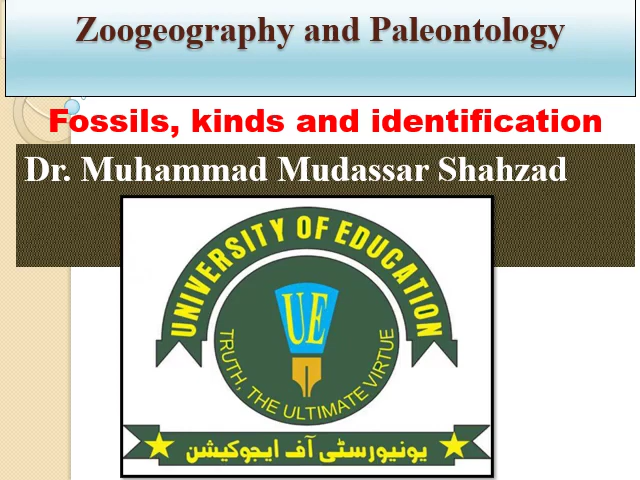 Zoogeography and Paleontology
Fossils, kinds and identification
Dr. Muhammad Mudassar Shahzad
UNIVERSITY OF EDUCATION
UE
TRUTH, THE ULTIMATE VIRTUE
یونیورسٹی آف ایجوکیشن